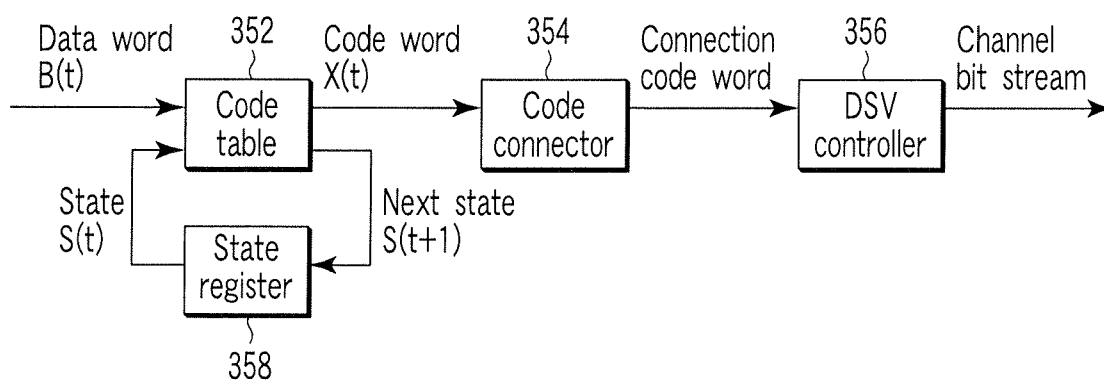 352
354
356
Data word
B(t)
Code word
X(t)
Connection
code word
Channel
bit stream
Code
table
Code
connector
DSV
controller
State
S(t)
Next state
S(t+1)
State
register
358